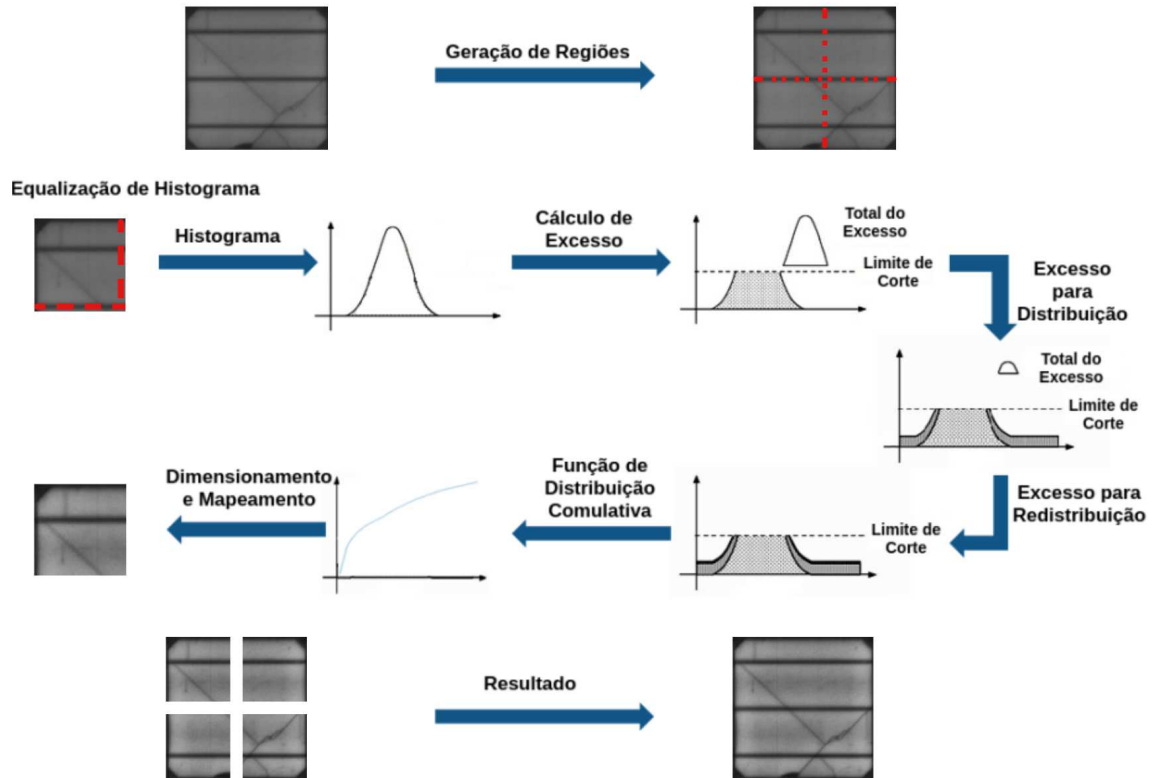 Geração de Regiões
Equalização de Histograma
Histograma
Cálculo de
Excesso
Total do
Excesso
Limite de
Corte
Excesso
para
Distribuição
Total do
Excesso
Limite de
Corte
Dimensionamento
e Mapeamento
Função de
Distribuição
Comulativa
Limite de
Corte
Excesso para
Redistribuição
Resultado